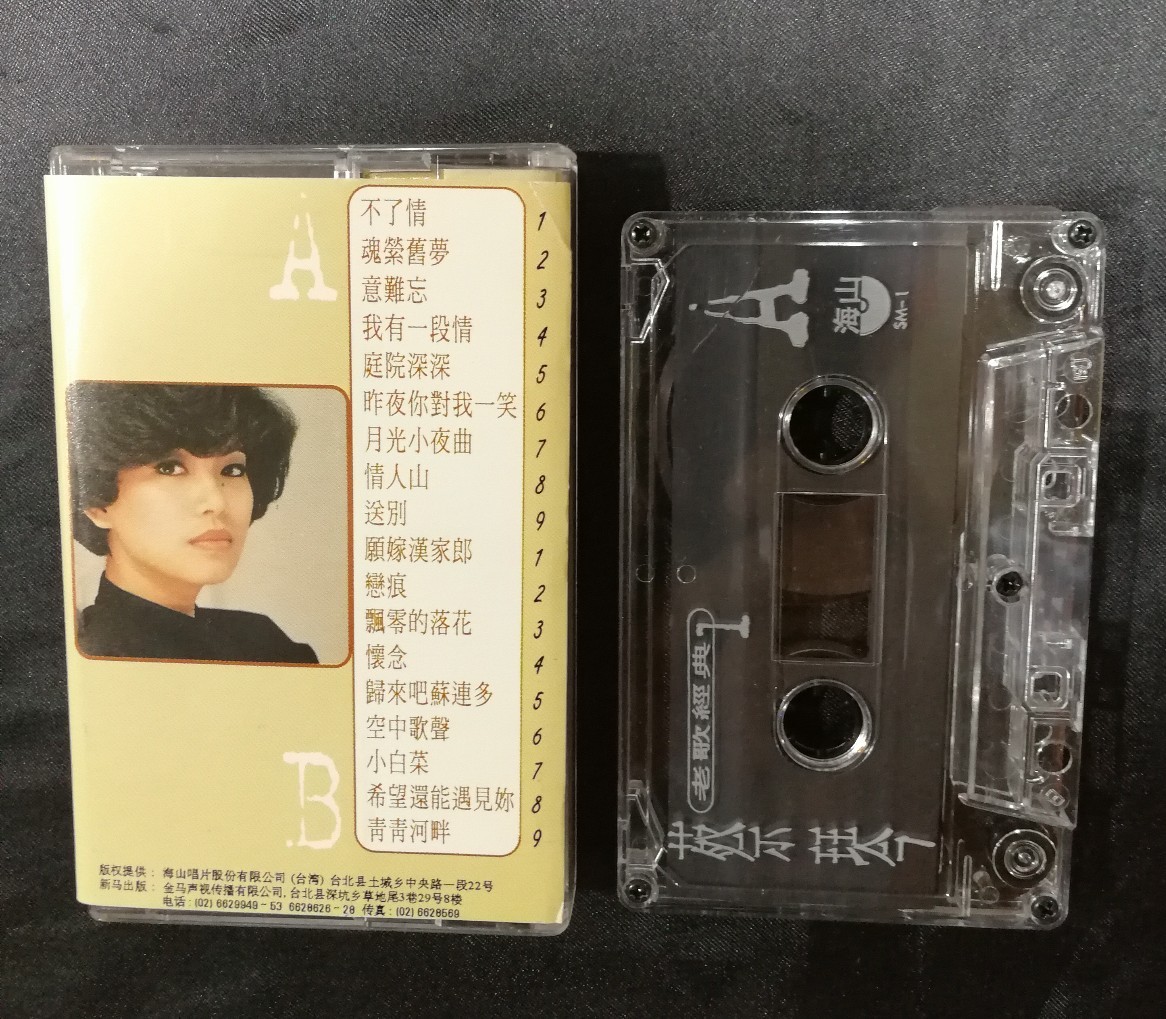 A
不了情 1
魂縈舊夢 2
意難忘 3
我有一段情 4
庭院深深 5
昨夜你對我一笑 6
月光小夜曲 7
情人山 8
送別 9
願嫁漢家郎 1
戀痕 2
飄零的落花 3
懷念 4
歸來吧蘇連多 5
空中歌聲 6
小白菜 7
希望還能遇見妳 8
青青河畔 9
B
版权提供： 海山唱片股份有限公司 (台湾) 台北县土城乡中央路一段22号
新马出版： 金马声视传播有限公司, 台北县深坑乡草地尾3巷29号8楼
电话 : (02) 6629949 - 53 6628626 - 28 传真 : (02) 6628569
A
海山
SM-1
老歌經典 1